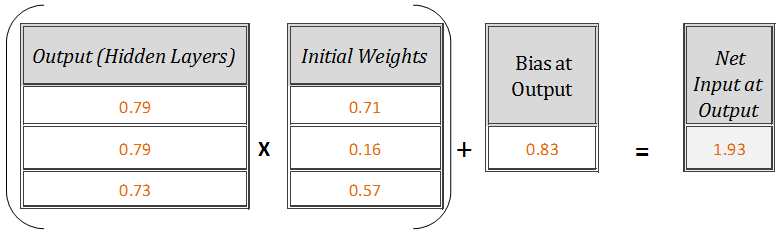 Output (Hidden Layers)
Initial Weights
Bias at
Output
Net
Input at
Output
0.79
0.71
0.79
X
0.16
+
0.83
=
1.93
0.73
0.57